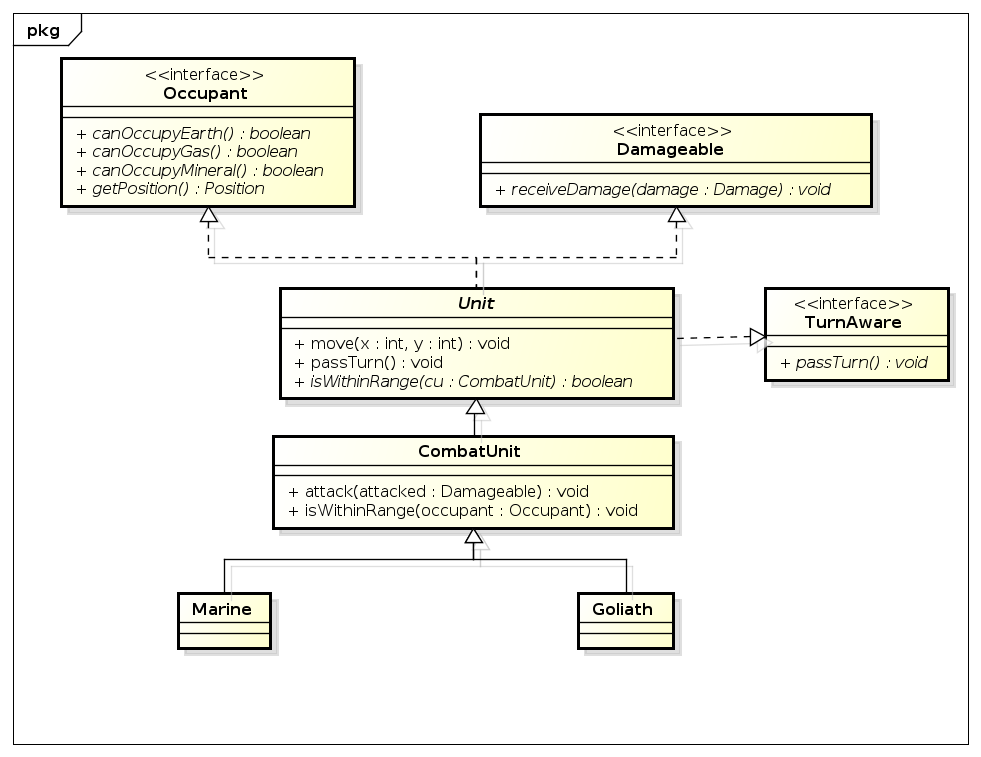 pkg
<<interface>>
Occupant
+ canOccupyEarth() : boolean
+ canOccupyGas() : boolean
+ canOccupyMineral() : boolean
+ getPosition() : Position
<<interface>>
Damageable
+ receiveDamage(damage : Damage) : void
Unit
+ move(x : int, y : int) : void
+ passTurn() : void
+ isWithinRange(cu : CombatUnit) : boolean
<<interface>>
TurnAware
+ passTurn() : void
CombatUnit
+ attack(attacked : Damageable) : void
+ isWithinRange(occupant : Occupant) : void
Marine
Goliath